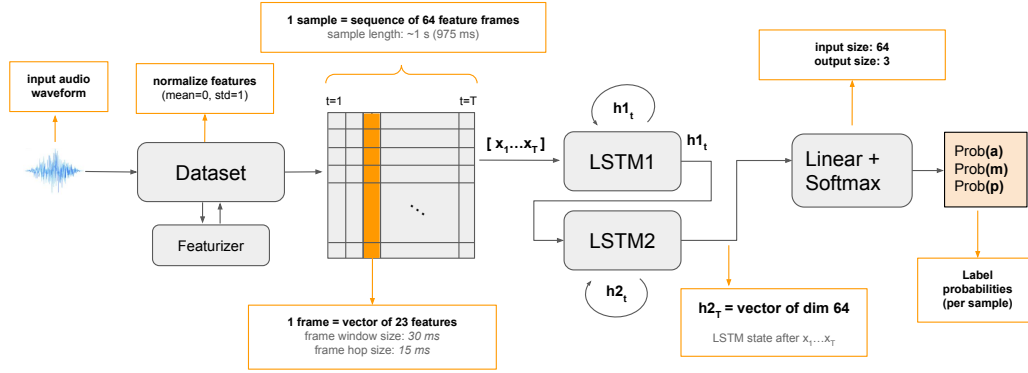 1 sample = sequence of 64 feature frames
sample length: ~1 s (975 ms)
input size: 64
output size: 3
input audio
waveform
normalize features
(mean=0, std=1)
t=1
t=T
h1t
[ x1...xT ]
h1t
LSTM1
Linear +
Softmax
Prob(a)
Prob(m)
Prob(p)
Dataset
...
Featurizer
LSTM2
h2t
1 frame = vector of 23 features
frame window size: 30 ms
frame hop size: 15 ms
h2T = vector of dim 64
LSTM state after x1...xT
Label
probabilities
(per sample)